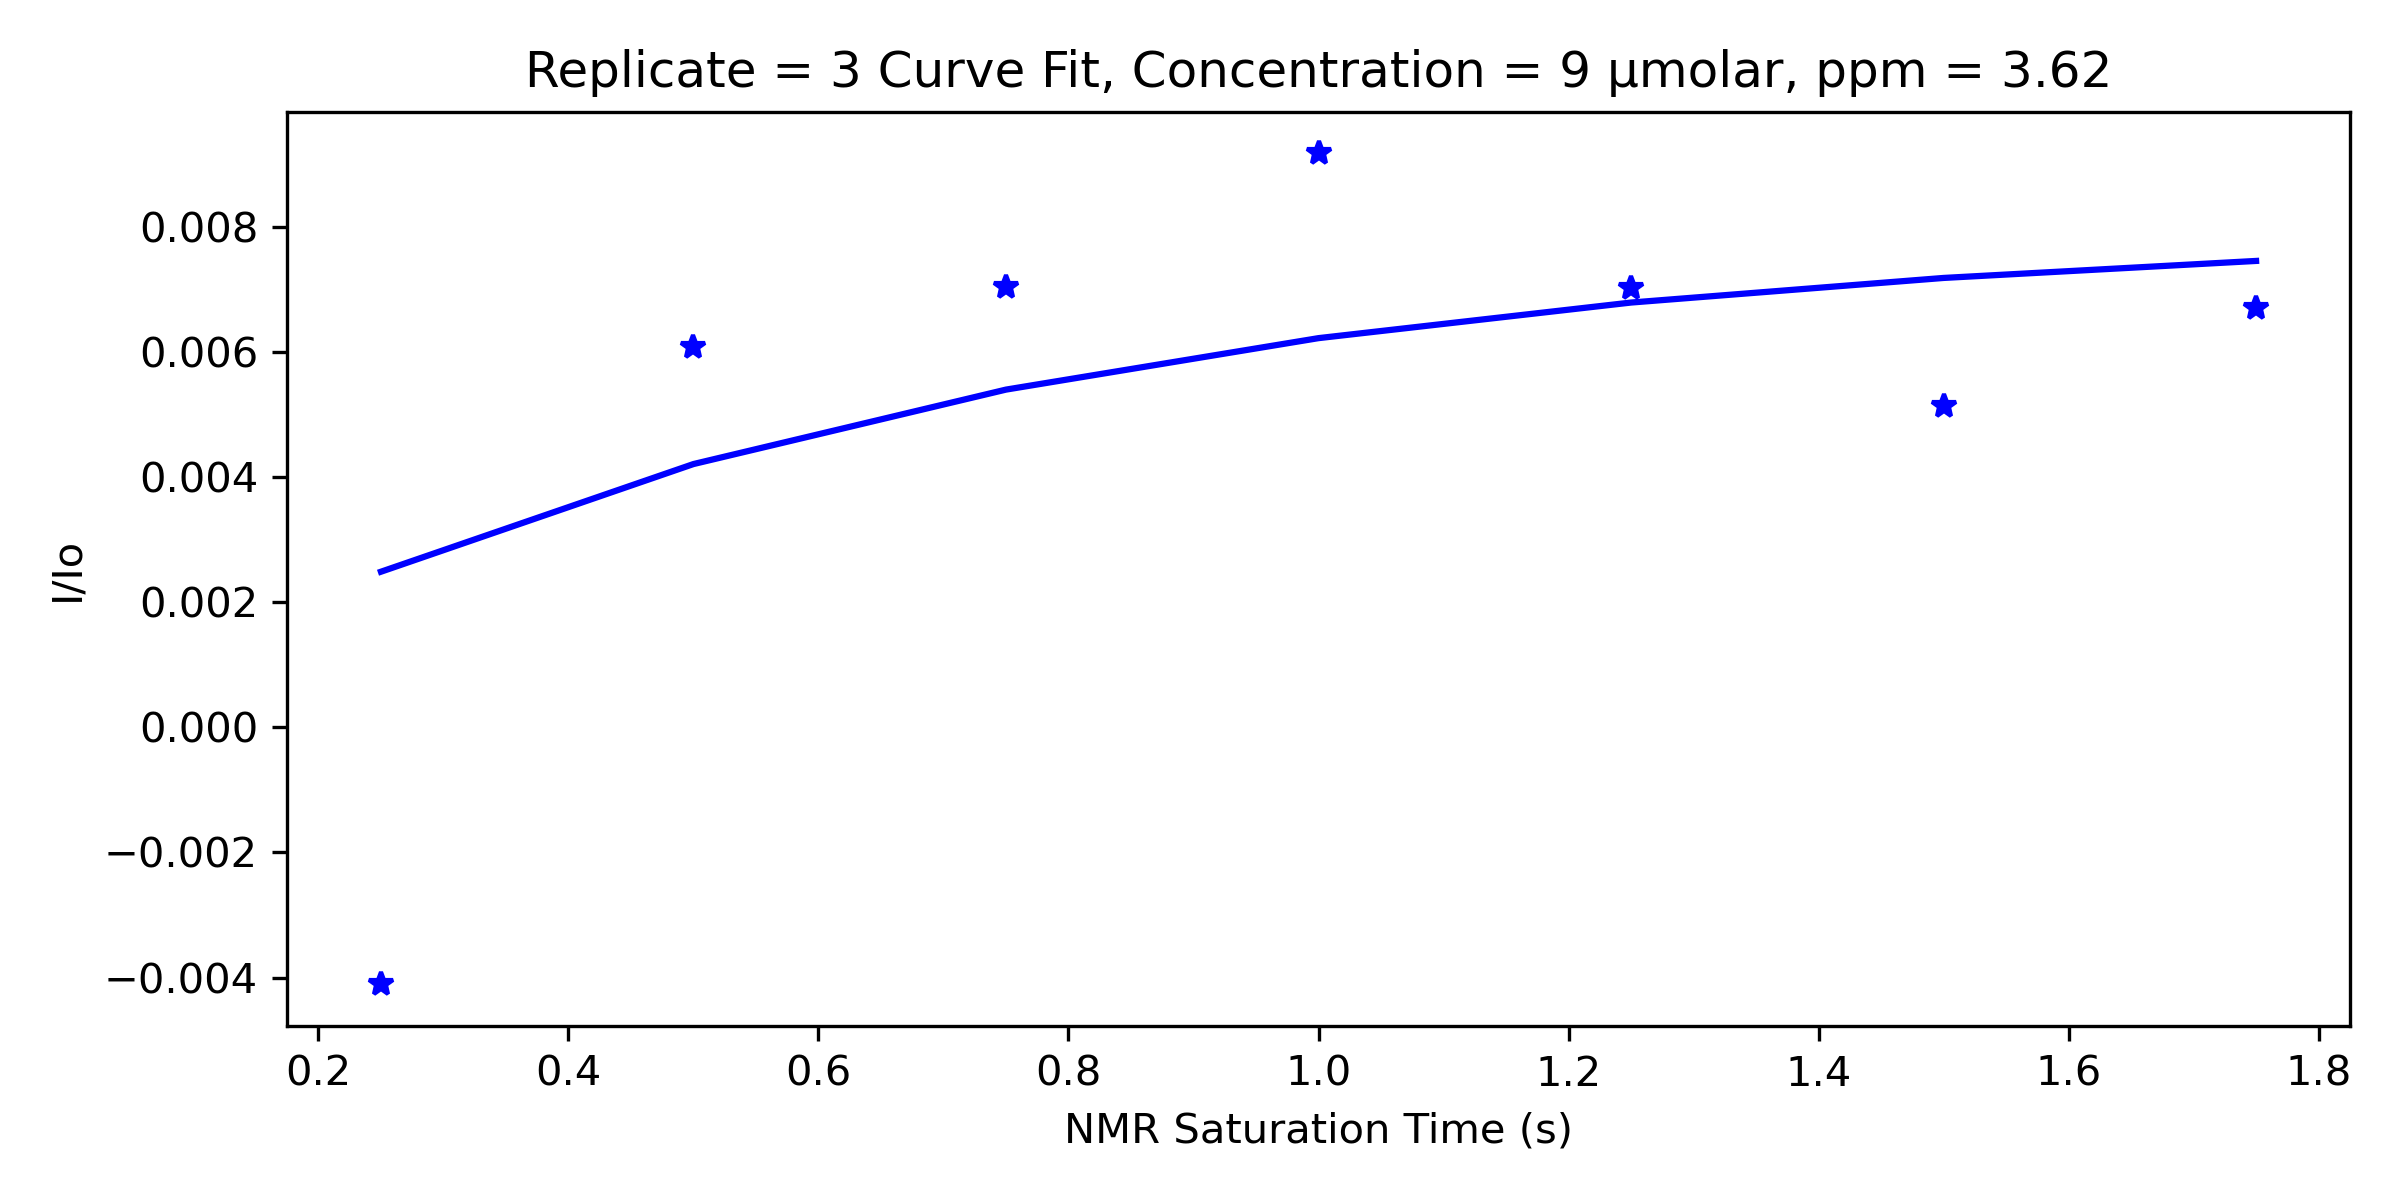 Replicate = 3 Curve Fit, Concentration = 9 µmolar, ppm = 3.62
I/Io
0.008
0.006
0.004
0.002
0.000
−0.002
−0.004
0.2 0.4 0.6 0.8 1.0 1.2 1.4 1.6 1.8
NMR Saturation Time (s)